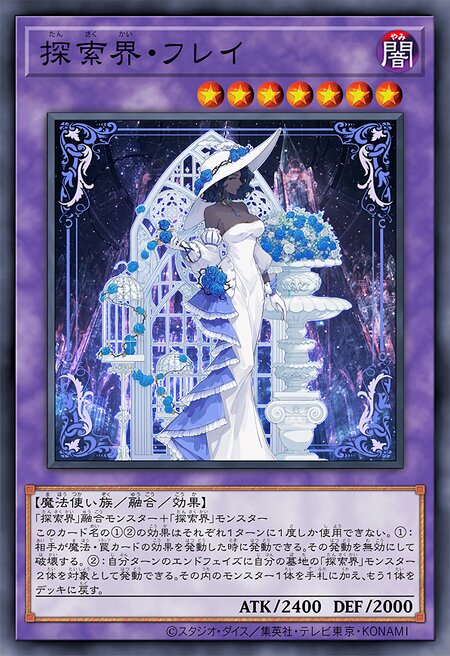 探索界・フレイ
闇
【魔法使い族／融合／効果】
「探索界」融合モンスター＋「探索界」モンスター
このカード名の①②の効果はそれぞれ1ターンに1度しか使用できない。①：
相手が魔法・罠カードの効果を発動した時に発動できる。その発動を無効にして
破壊する。②：自分ターンのエンドフェイズに自分の墓地の「探索界」モンスター
2体を対象として発動できる。その内のモンスター1体を手札に加え、もう1体を
デッキに戻す。
ATK/2400 DEF/2000
©スタジオ・ダイス／集英社・テレビ東京・KONAMI